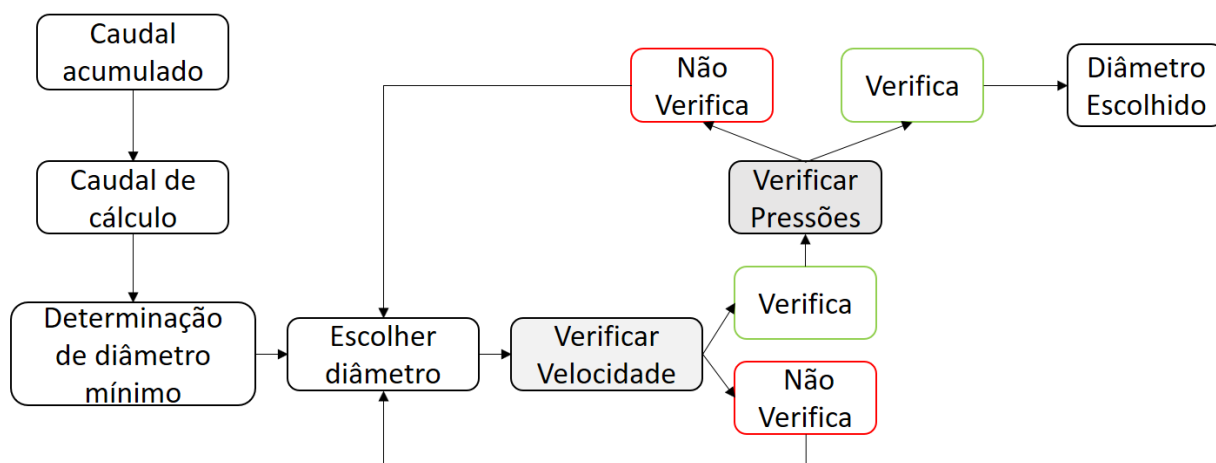 Caudal
acumulado
Não
Verifica
Verifica
Diâmetro
Escolhido
Caudal de
cálculo
Verificar
Pressões
Determinação
de diâmetro
mínimo
Escolher
diâmetro
Verificar
Velocidade
Verifica
Não
Verifica